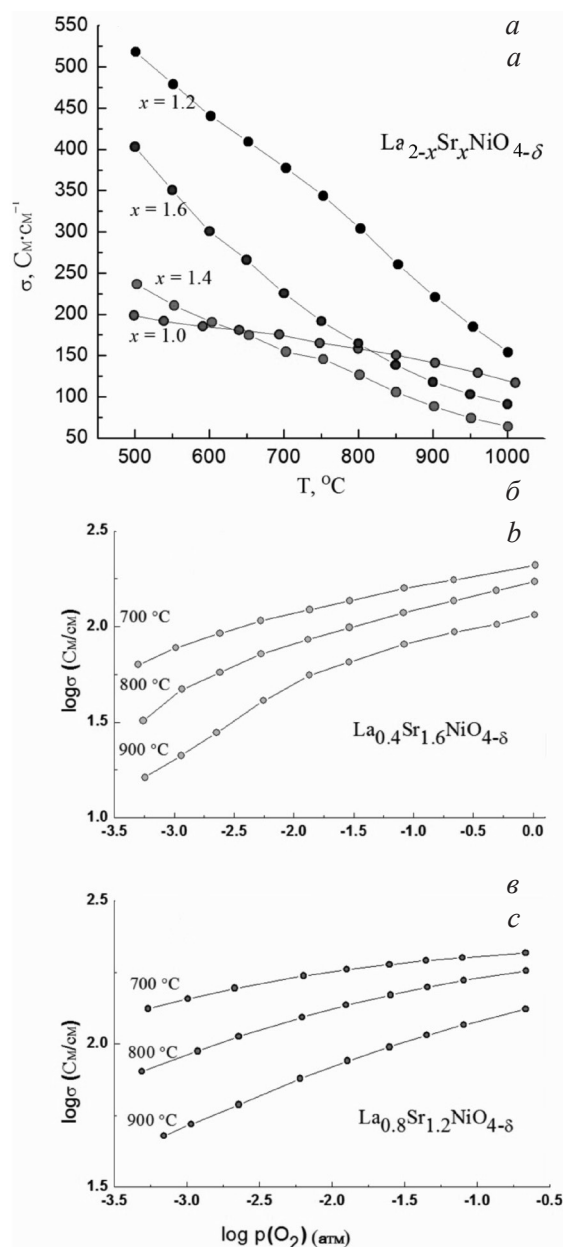 а
a
550
500
450
400
350
300
250
200
150
100
50
σ, См·см⁻¹
x = 1.2
x = 1.6
x = 1.4
x = 1.0
La₂₋ₓSrₓNiO₄₋δ
500 600 700 800 900 1000
T, °C
б
b
2.5
2.0
1.5
1.0
logσ (См/см)
700 °C
800 °C
900 °C
La₀.₄Sr₁.₆NiO₄₋δ
-3.5 -3.0 -2.5 -2.0 -1.5 -1.0 -0.5 0.0
в
c
2.5
2.0
1.5
logσ (См/см)
700 °C
800 °C
900 °C
La₀.₈Sr₁.₂NiO₄₋δ
-3.5 -3.0 -2.5 -2.0 -1.5 -1.0 -0.5
log p(O₂) (атм)